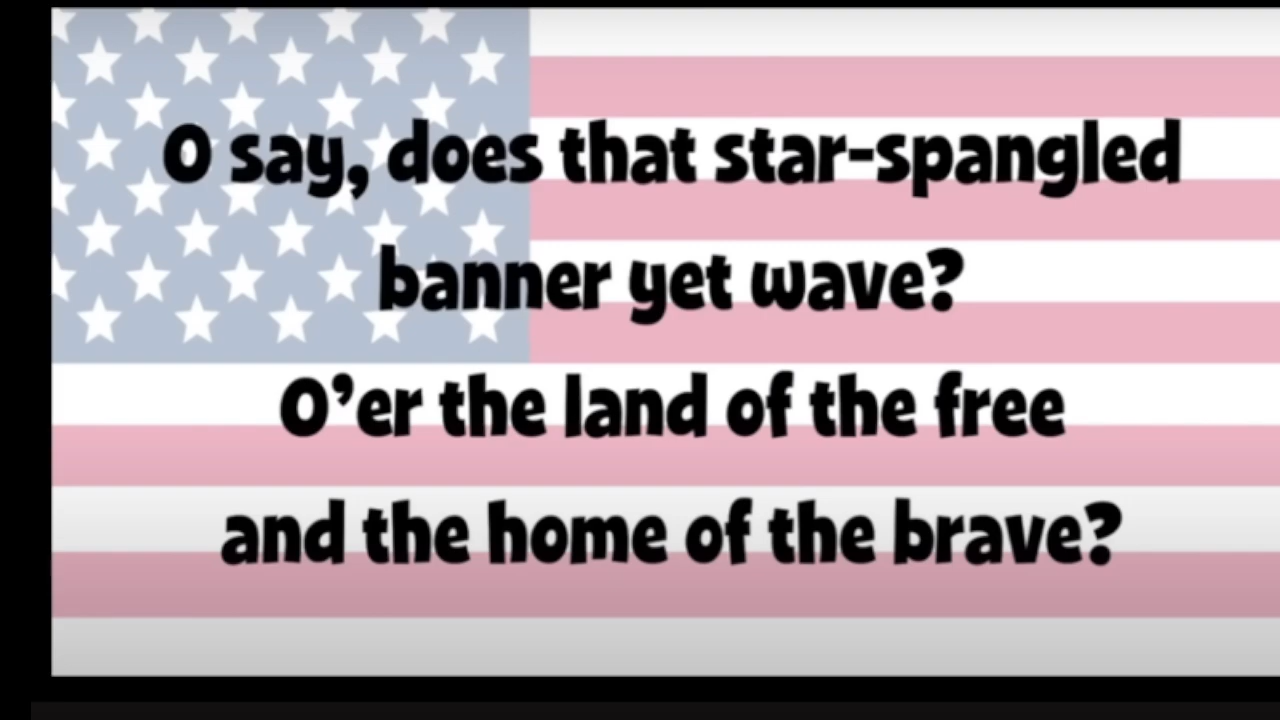 O say, does that star-spangled
banner yet wave?
O’er the land of the free
and the home of the brave?